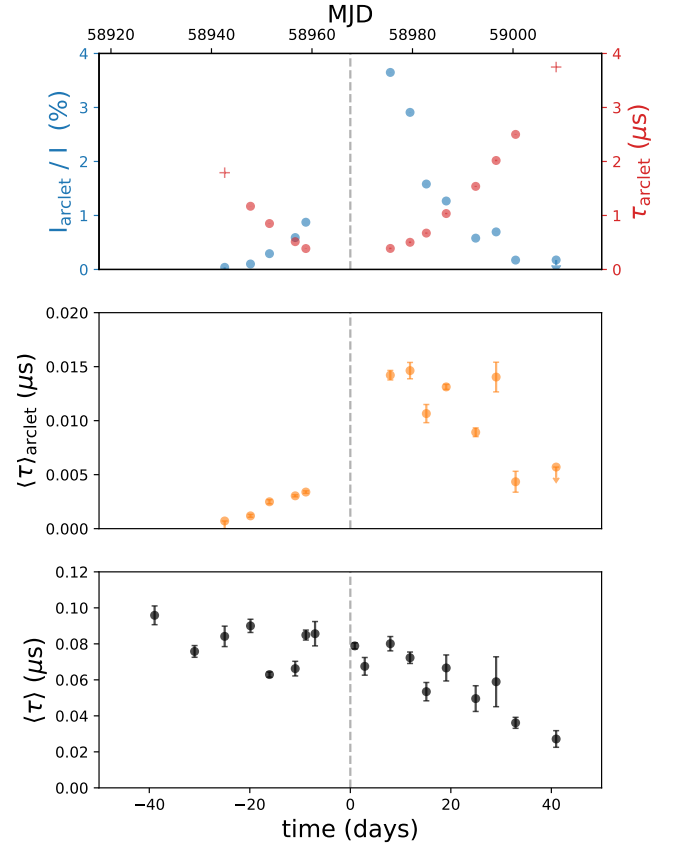 MJD
58920 58940 58960 58980 59000
4 4
3 3
2 2
1 1
0 0
I_arclet / I (%)
τ_arclet (μs)
0.020
0.015
0.010
0.005
0.000
⟨τ⟩_arclet (μs)
0.12
0.10
0.08
0.06
0.04
0.02
0.00
⟨τ⟩ (μs)
−40 −20 0 20 40
time (days)